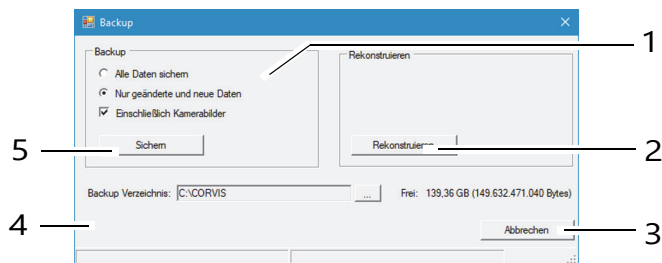 Backup
Backup
Rekonstruieren
1
Alle Daten sichern
Nur geänderte und neue Daten
Einschließlich Kamerabilder
5
Sichern
Rekonstruieren
2
Backup Verzeichnis: C:\CORVIS ... Frei: 139,36 GB (149.632.471.040 Bytes)
4
Abbrechen
3